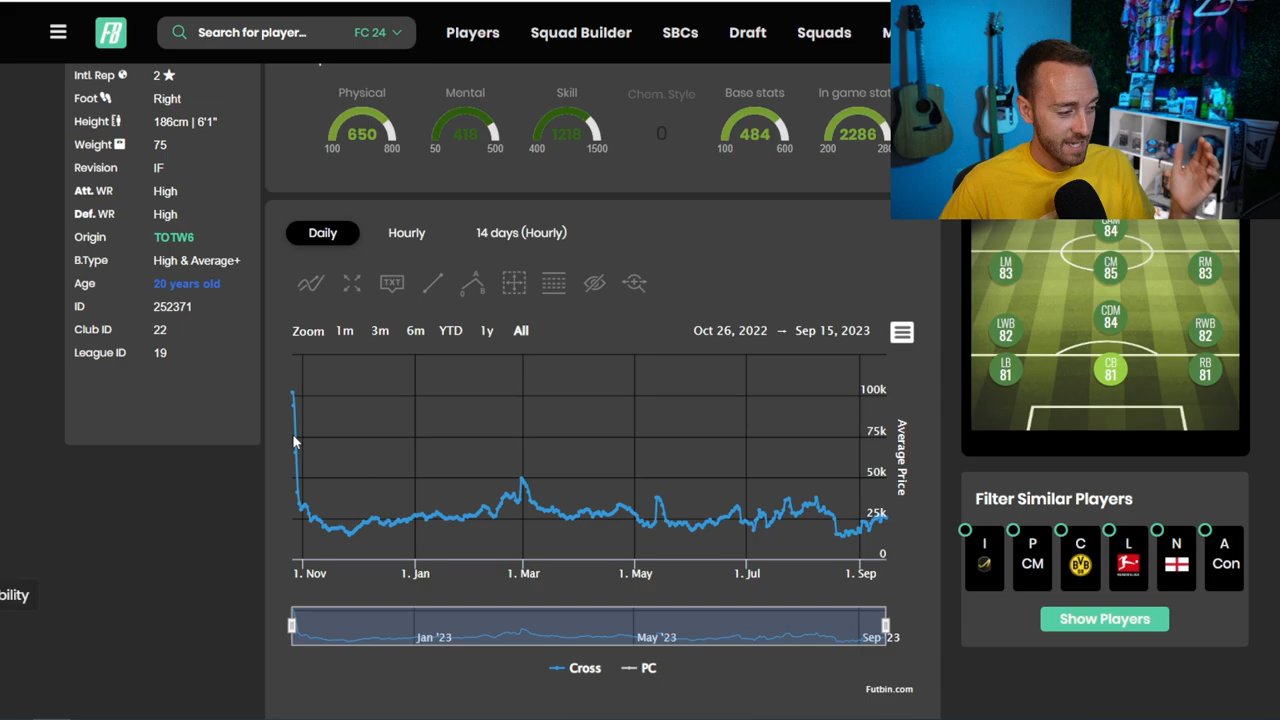 FB
Search for player...
FC 24
Players
Squad Builder
SBCs
Draft
Squads
M
Intl. Rep
2
Foot
Right
Height
186cm | 6'1"
Weight
75
Revision
IF
Att. WR
High
Def. WR
High
Origin
TOTW6
B.Type
High & Average+
Age
20 years old
ID
252371
Club ID
22
League ID
19
Physical
650
100
800
Mental
418
50
500
Skill
1218
400
1500
Chem. Style
0
Base stats
484
100
600
In game stat
2286
200
28
Daily
Hourly
14 days (Hourly)
TXT
0
A
B
Zoom
1m
3m
6m
YTD
1y
All
Oct 26, 2022 → Sep 15, 2023
100k
75k
50k
25k
0
Average Price
1. Nov
1. Jan
1. Mar
1. May
1. Jul
1. Sep
Jan '23
May '23
Sep '23
Cross
PC
Futbin.com
bility
CAM
84
LM
83
CM
85
RM
83
CDM
84
LWB
82
RWB
82
LB
81
CB
81
RB
81
Filter Similar Players
I
P
CM
C
BVB
09
L
N
A
Con
Show Players